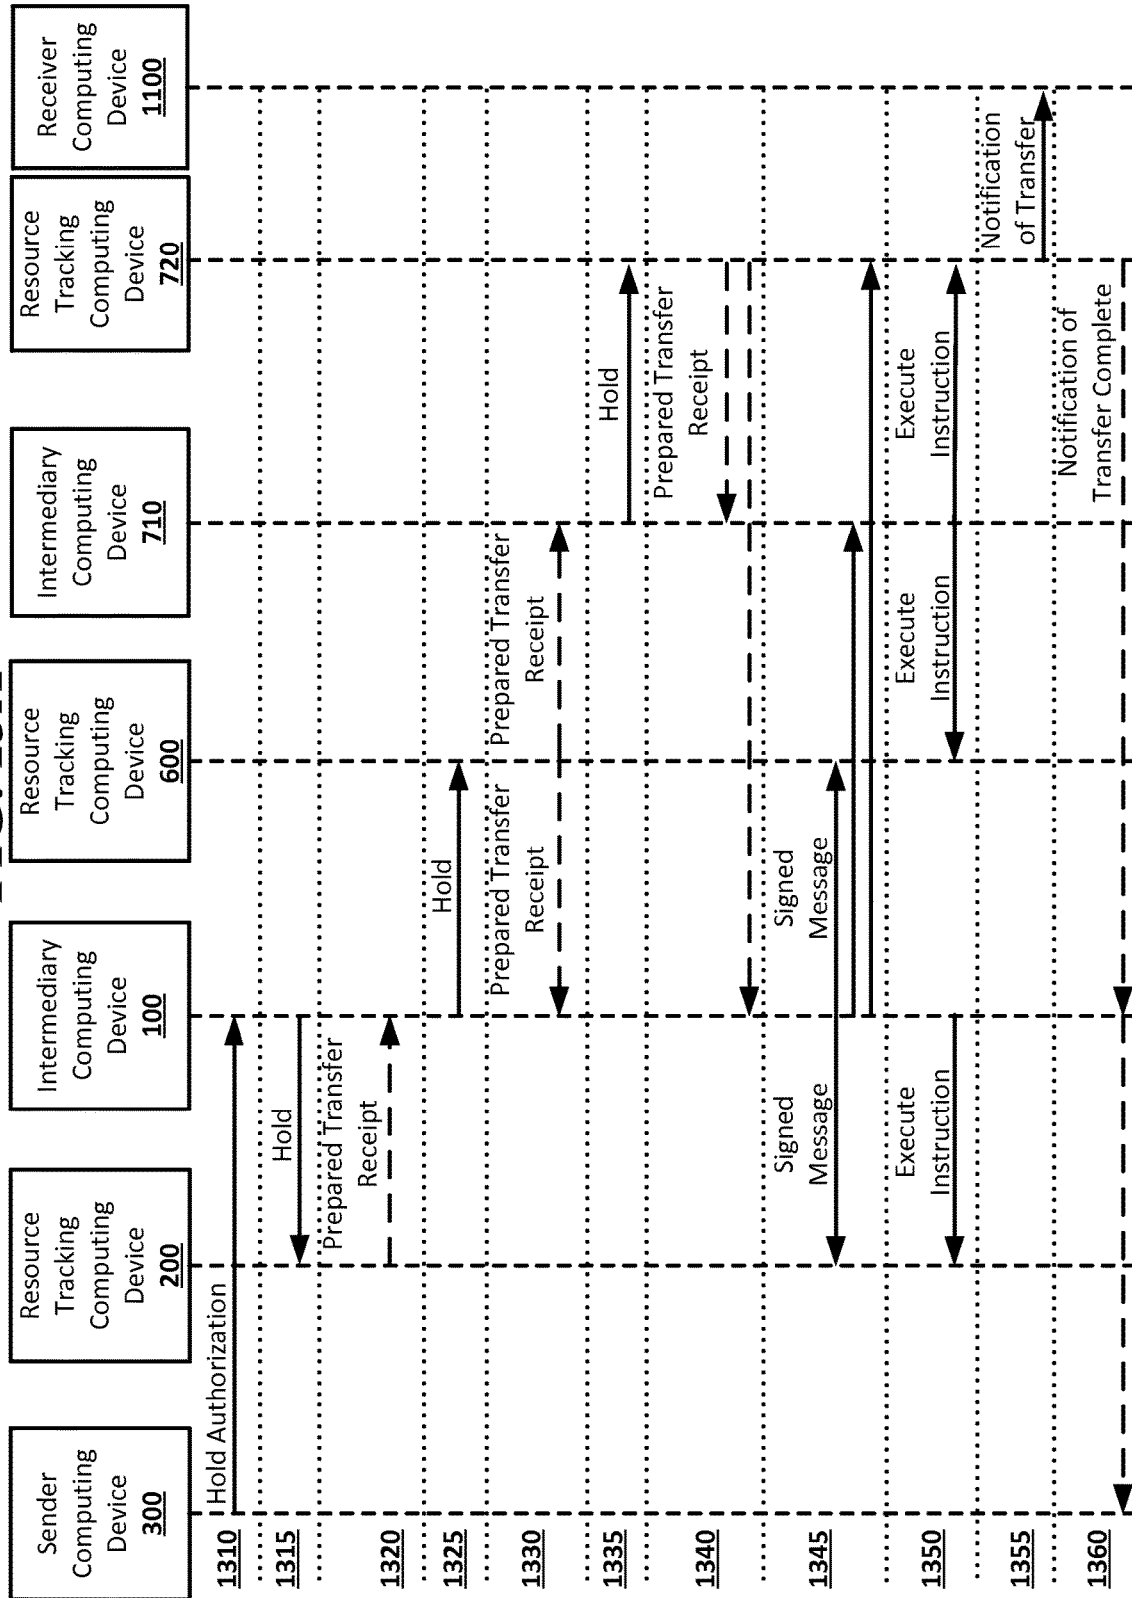 Sender
Computing
Device
300
Resource
Tracking
Computing
Device
200
Intermediary
Computing
Device
100
Resource
Tracking
Computing
Device
600
Intermediary
Computing
Device
710
Resource
Tracking
Computing
Device
720
Receiver
Computing
Device
1100
1310
Hold Authorization
1315
Hold
1320
Prepared Transfer
Receipt
1325
Hold
1330
Prepared Transfer
Receipt
Prepared Transfer
Receipt
1335
Hold
1340
Prepared Transfer
Receipt
1345
Signed
Message
Signed
Message
1350
Execute
Instruction
Execute
Instruction
Execute
Instruction
1355
Notification
of Transfer
1360
Notification of
Transfer Complete